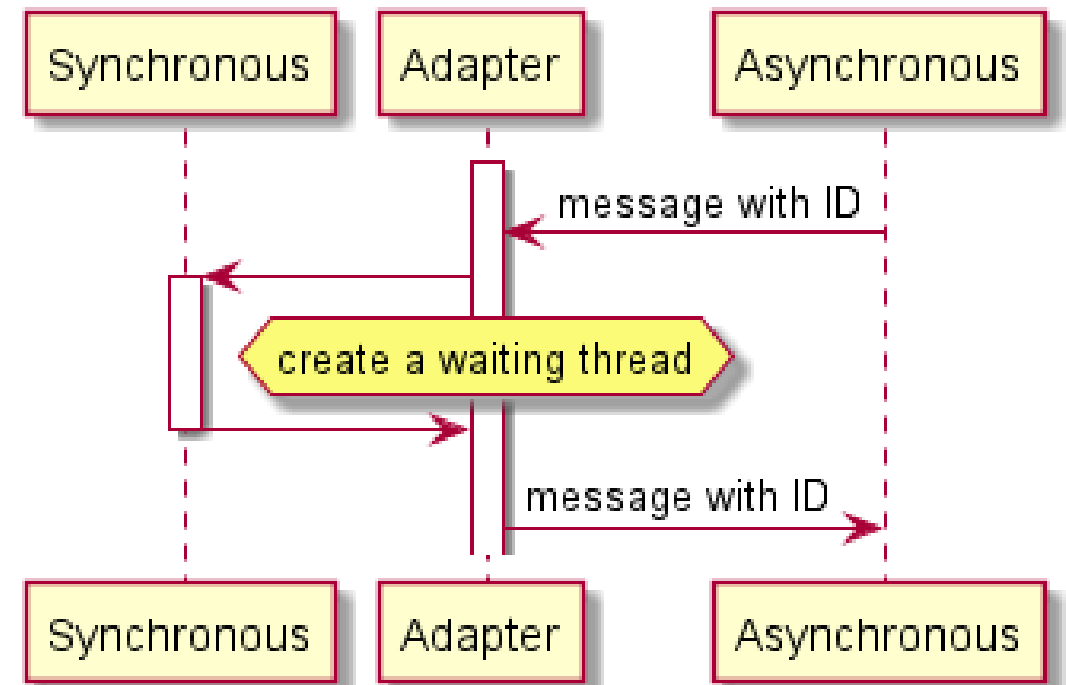 Synchronous
Adapter
Asynchronous
message with ID
create a waiting thread
message with ID
Synchronous
Adapter
Asynchronous